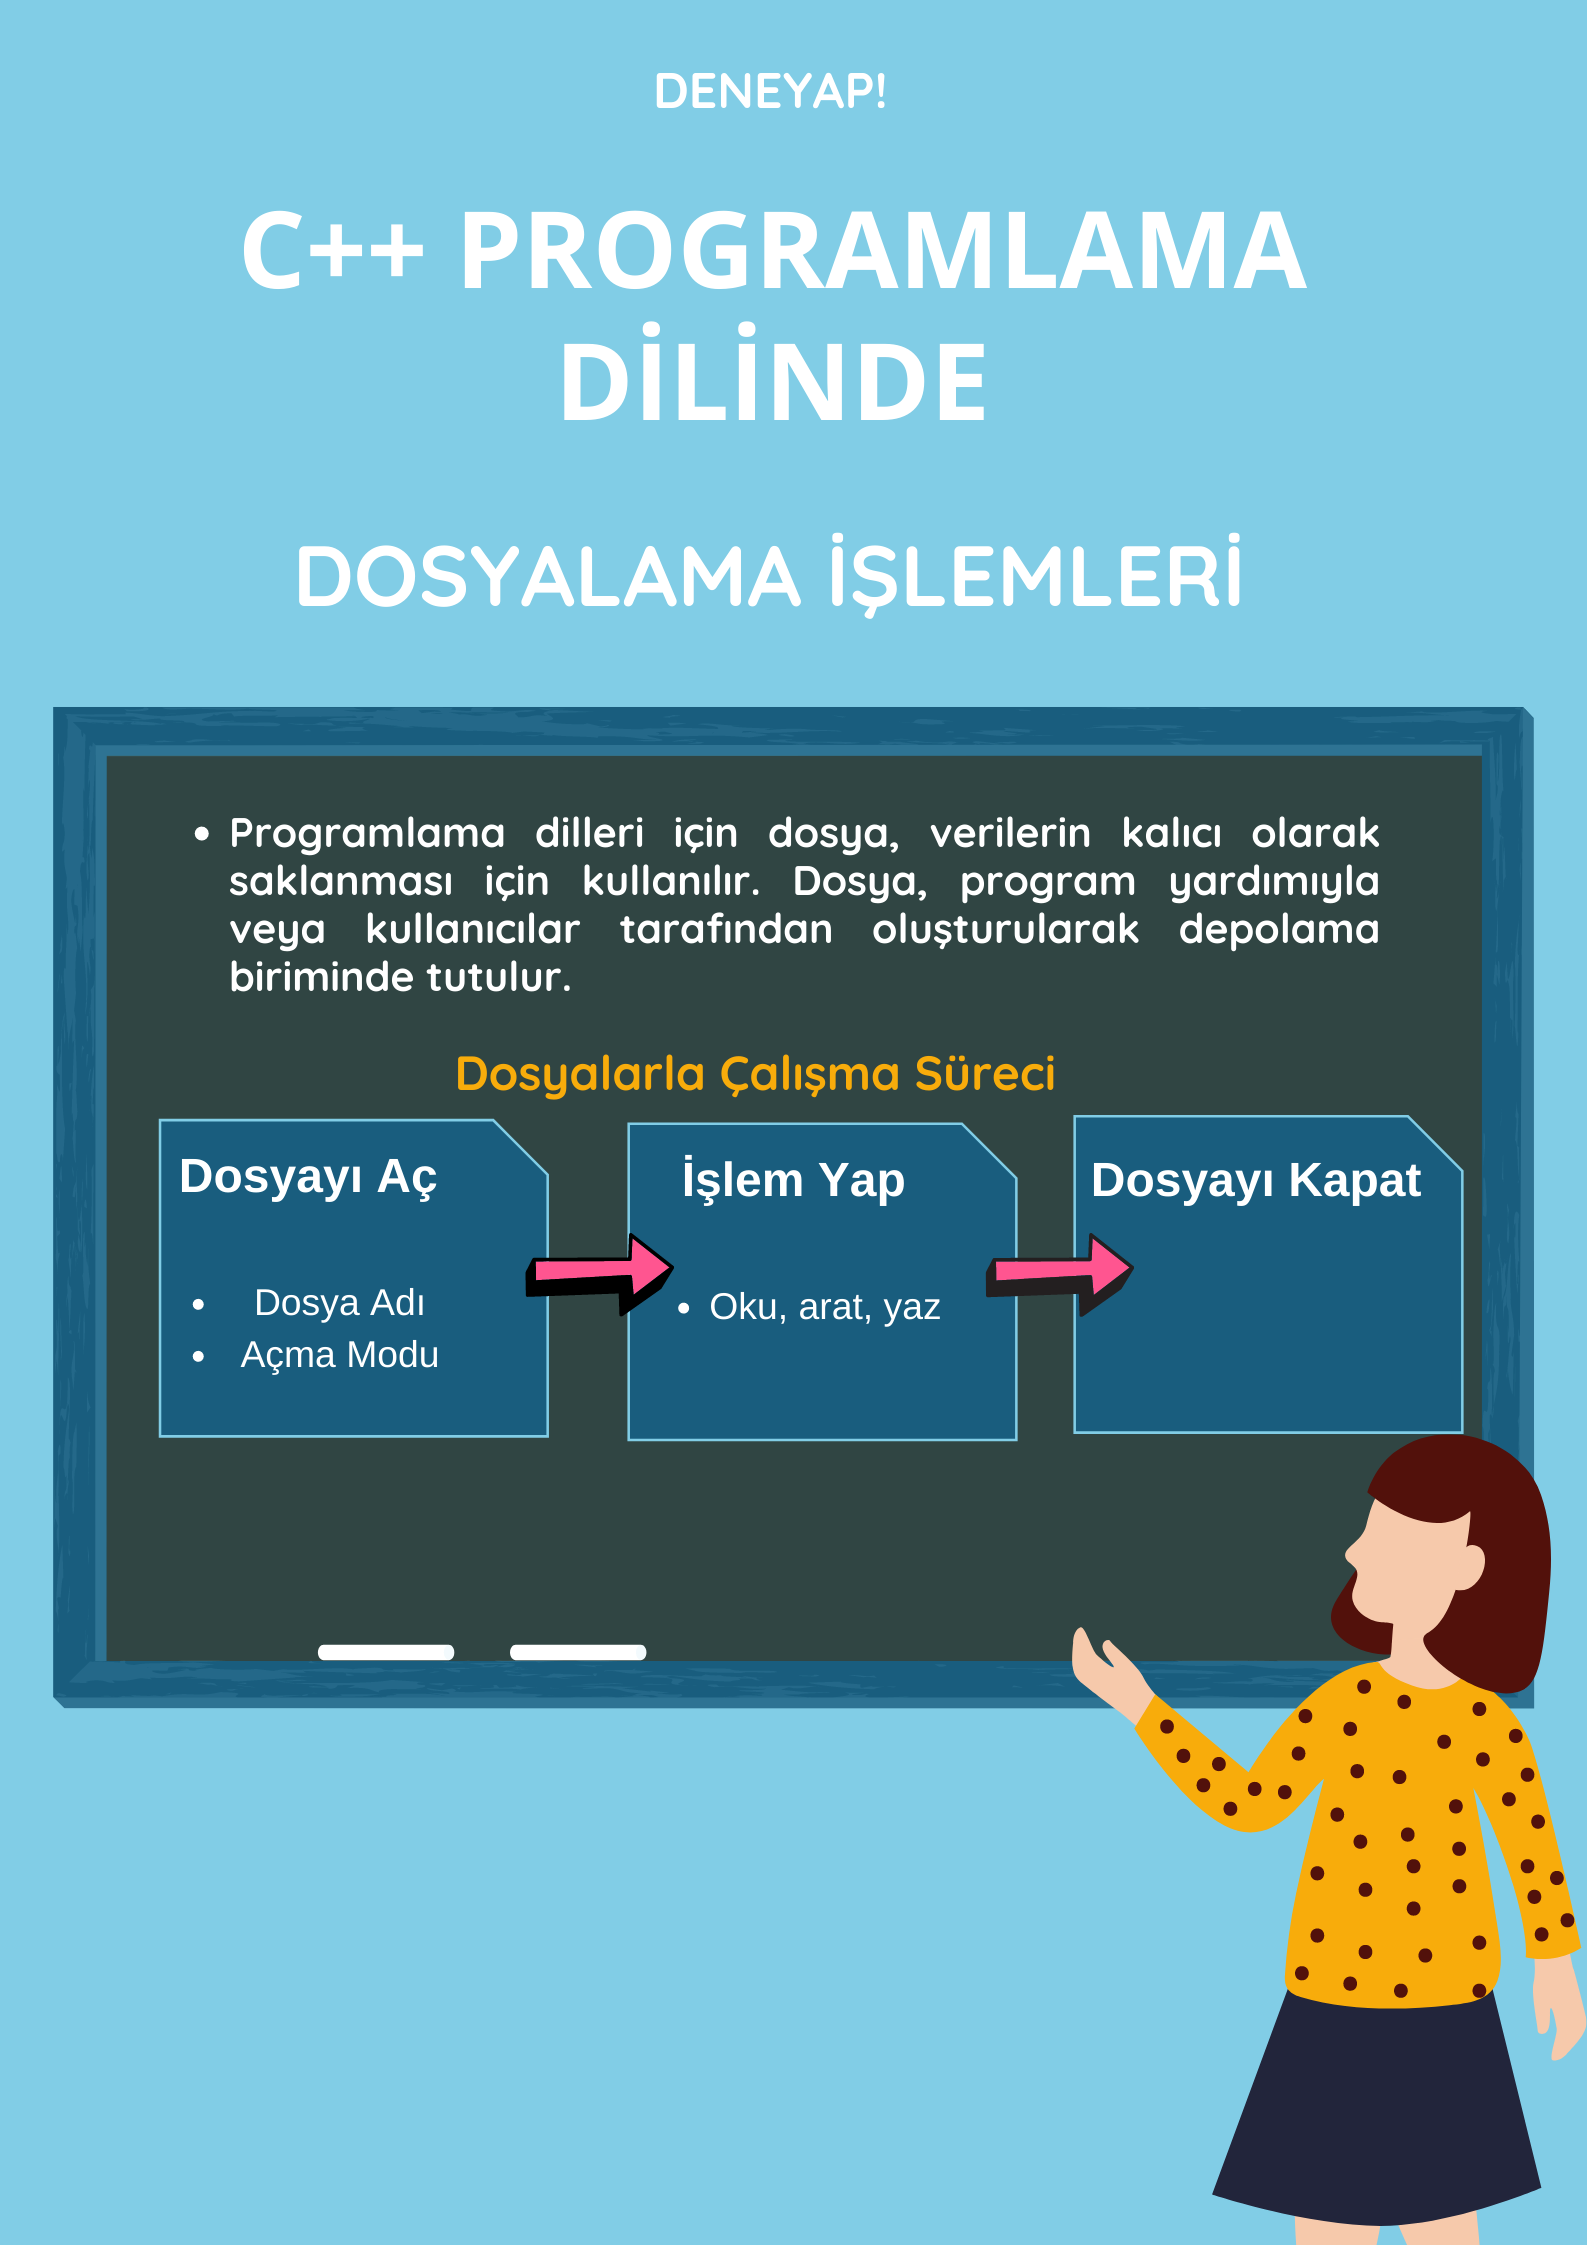 DENEYAP!
C++ PROGRAMLAMA
DİLİNDE
DOSYALAMA İŞLEMLERİ
• Programlama dilleri için dosya, verilerin kalıcı olarak
saklanması için kullanılır. Dosya, program yardımıyla
veya kullanıcılar tarafından oluşturularak depolama
biriminde tutulur.
Dosyalarla Çalışma Süreci
Dosyayı Aç
• Dosya Adı
• Açma Modu
İşlem Yap
• Oku, arat, yaz
Dosyayı Kapat